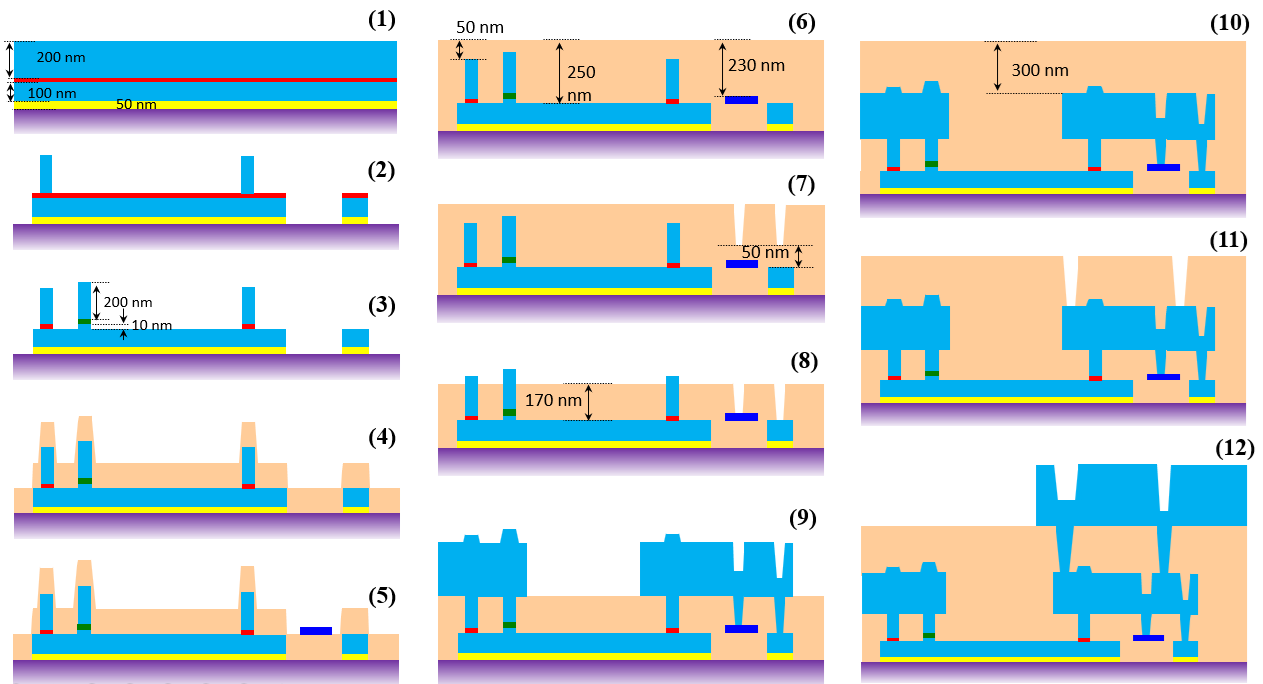 (1)
200 nm
100 nm
50 nm
(2)
(3)
200 nm
10 nm
(4)
(5)
(6)
50 nm
250
nm
230 nm
(7)
50 nm
(8)
170 nm
(9)
(10)
300 nm
(11)
(12)